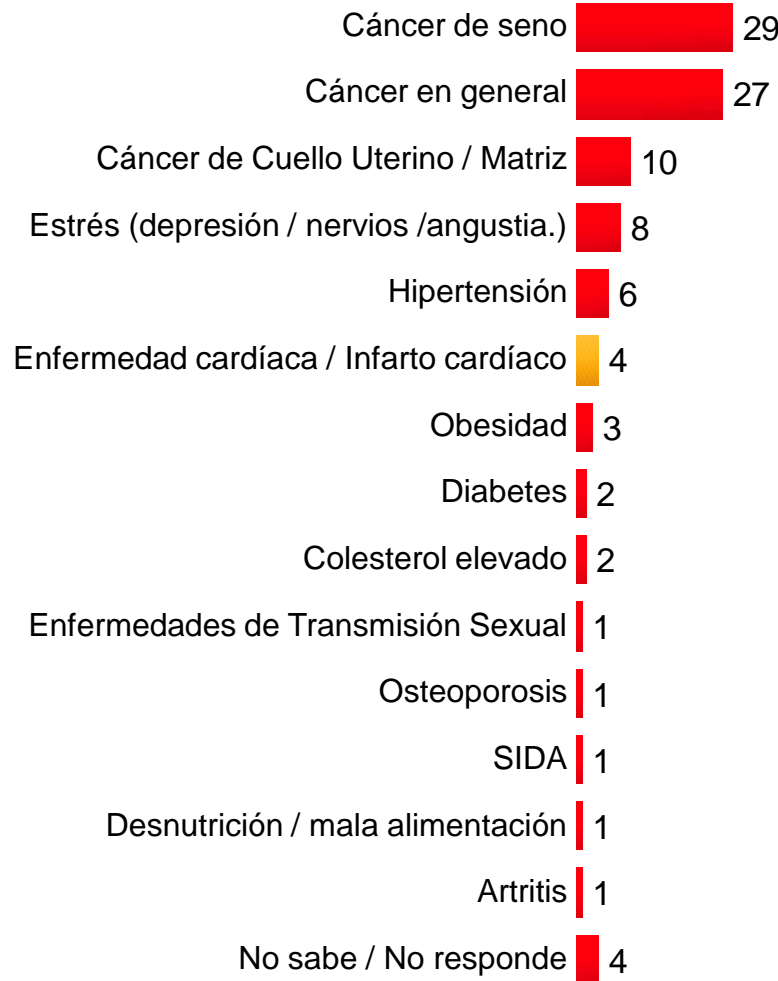 Cáncer de seno 29
Cáncer en general 27
Cáncer de Cuello Uterino / Matriz 10
Estrés (depresión / nervios /angustia.) 8
Hipertensión 6
Enfermedad cardíaca / Infarto cardíaco 4
Obesidad 3
Diabetes 2
Colesterol elevado 2
Enfermedades de Transmisión Sexual 1
Osteoporosis 1
SIDA 1
Desnutrición / mala alimentación 1
Artritis 1
No sabe / No responde 4